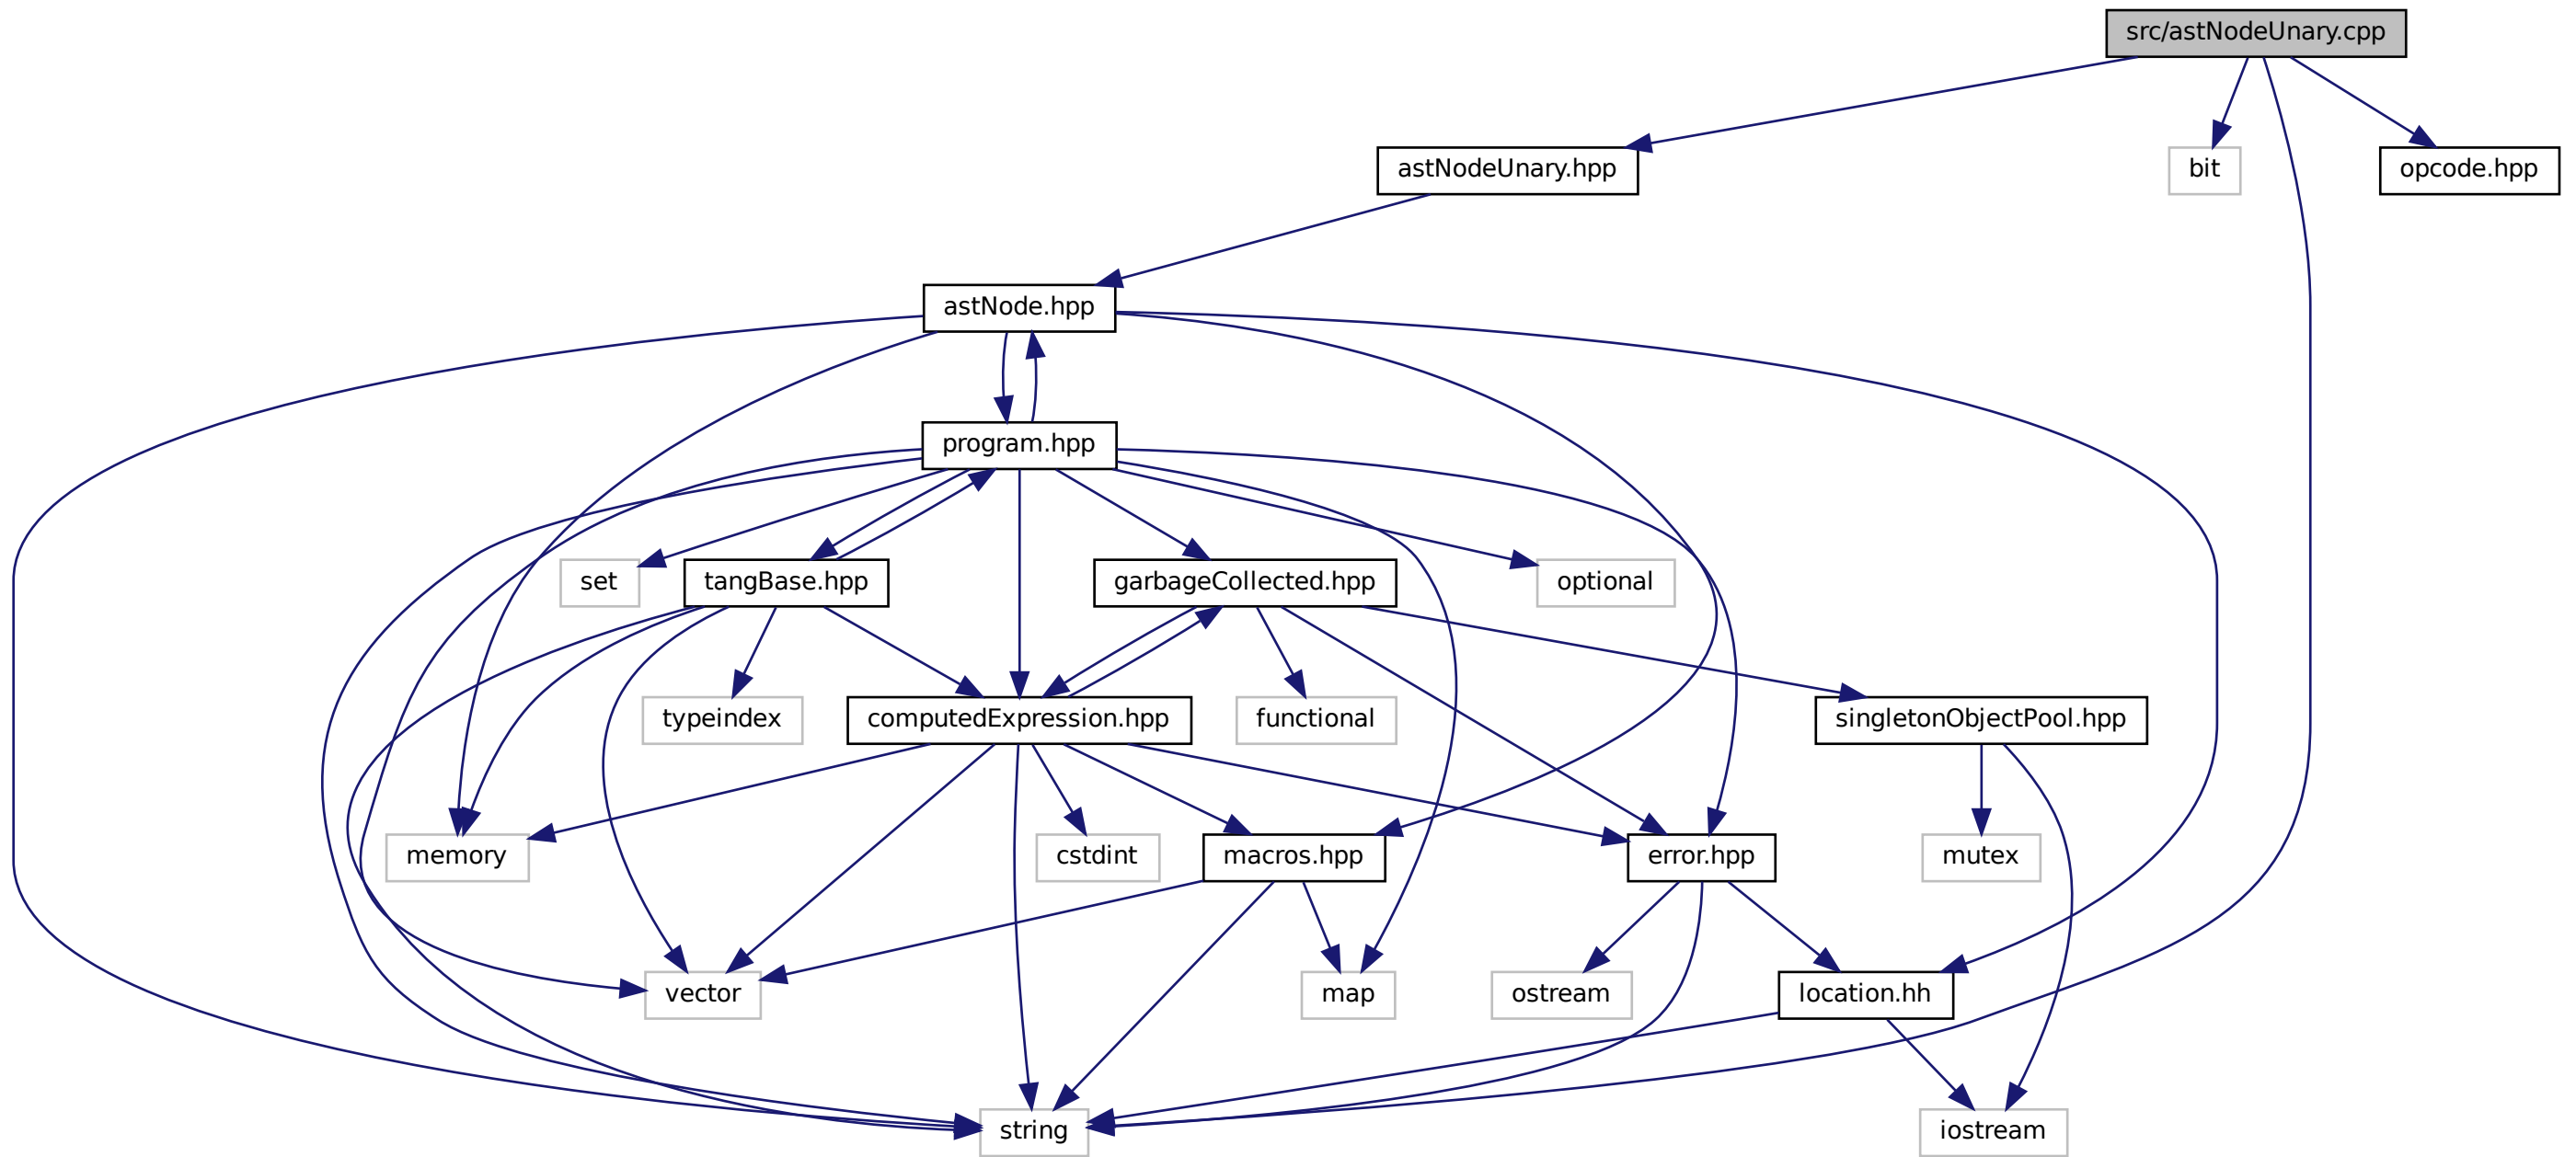 src/astNodeUnary.cpp
astNodeUnary.hpp
bit
opcode.hpp
astNode.hpp
program.hpp
set
tangBase.hpp
garbageCollected.hpp
optional
typeindex
computedExpression.hpp
functional
singletonObjectPool.hpp
memory
cstdint
macros.hpp
error.hpp
mutex
vector
map
ostream
location.hh
string
iostream